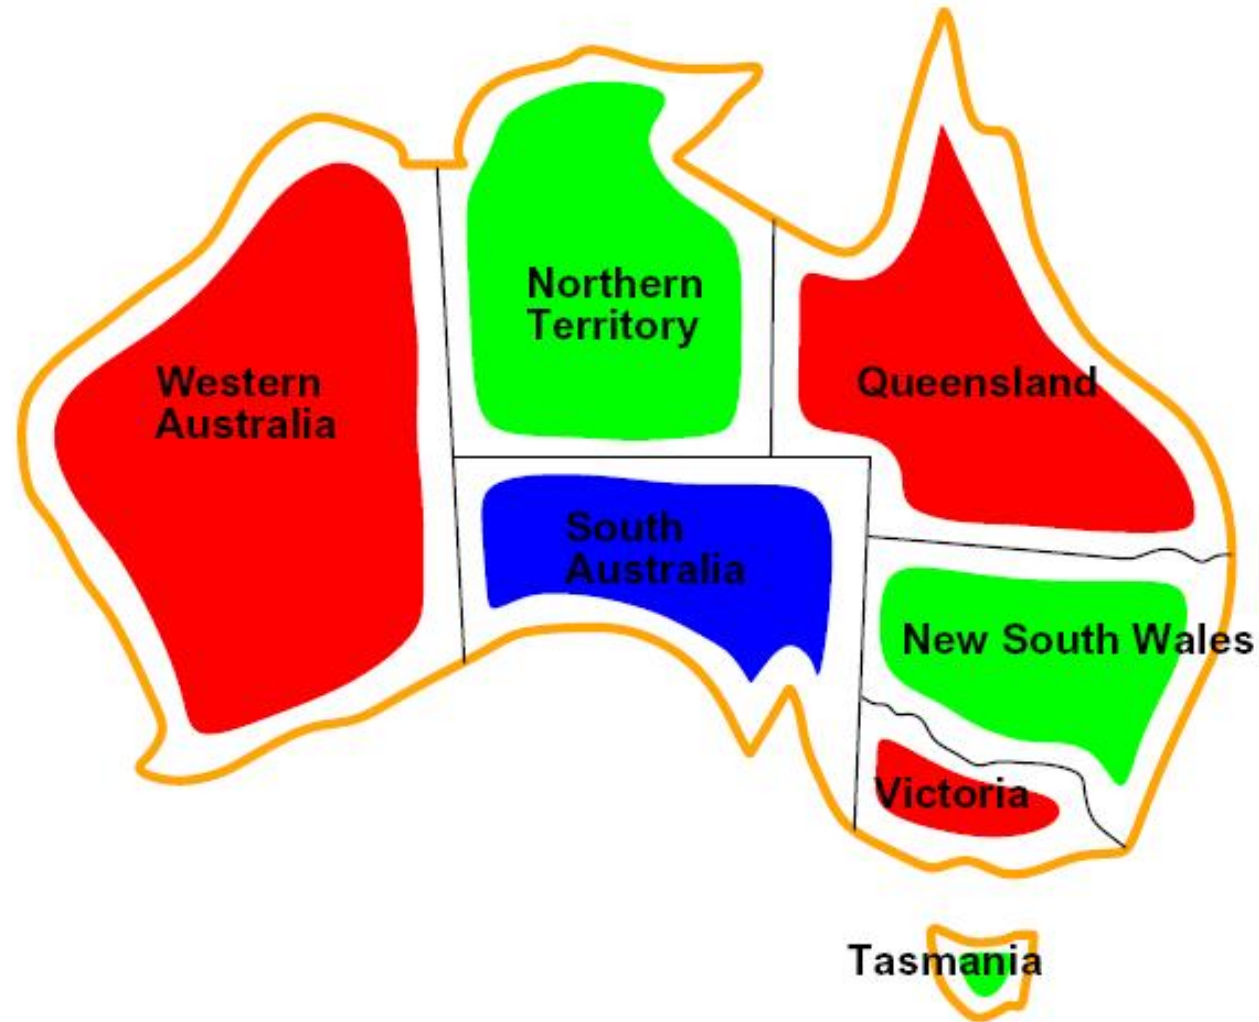 Northern
Territory
Western
Australia
Queensland
South
Australia
New South Wales
Victoria
Tasmania